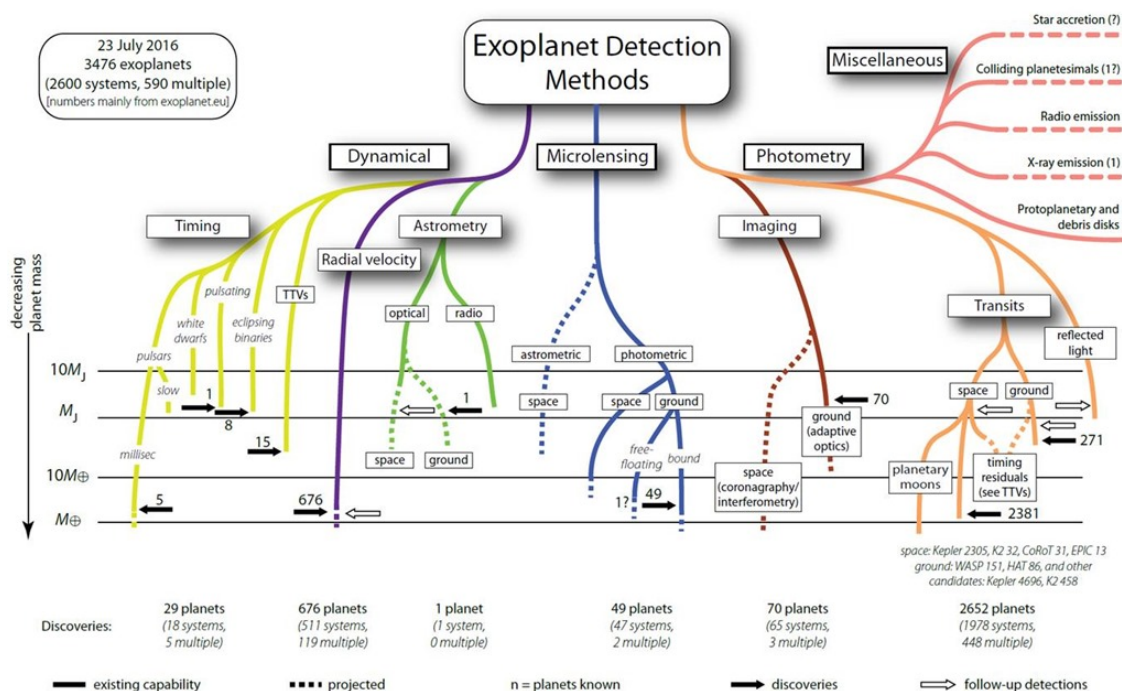 23 July 2016
3476 exoplanets
(2600 systems, 590 multiple)
[numbers mainly from exoplanet.eu]
Exoplanet Detection
Methods
Miscellaneous
Star accretion (?)
Colliding planetesimals (1?)
Radio emission
X-ray emission (1)
Protoplanetary and
debris disks
Dynamical
Microlensing
Photometry
Timing
Astrometry
Imaging
Radial velocity
Transits
decreasing
planet mass
pulsars
slow
millisec
white
dwarfs
pulsating
eclipsing
binaries
TTVs
optical
radio
space
ground
astrometric
photometric
space
space
ground
free-
floating
bound
ground
(adaptive
optics)
space
(coronagraphy/
interferometry)
reflected
light
space
ground
planetary
moons
timing
residuals
(see TTVs)
10MJ
MJ
10M⊕
M⊕
1
8
15
5
676
1
1?
49
70
271
2381
space: Kepler 2305, K2 32, CoRoT 31, EPIC 13
ground: WASP 151, HAT 86, and other
candidates: Kepler 4696, K2 458
Discoveries:
29 planets
(18 systems,
5 multiple)
676 planets
(511 systems,
119 multiple)
1 planet
(1 system,
0 multiple)
49 planets
(47 systems,
2 multiple)
70 planets
(65 systems,
3 multiple)
2652 planets
(1978 systems,
448 multiple)
existing capability
projected
n = planets known
discoveries
follow-up detections